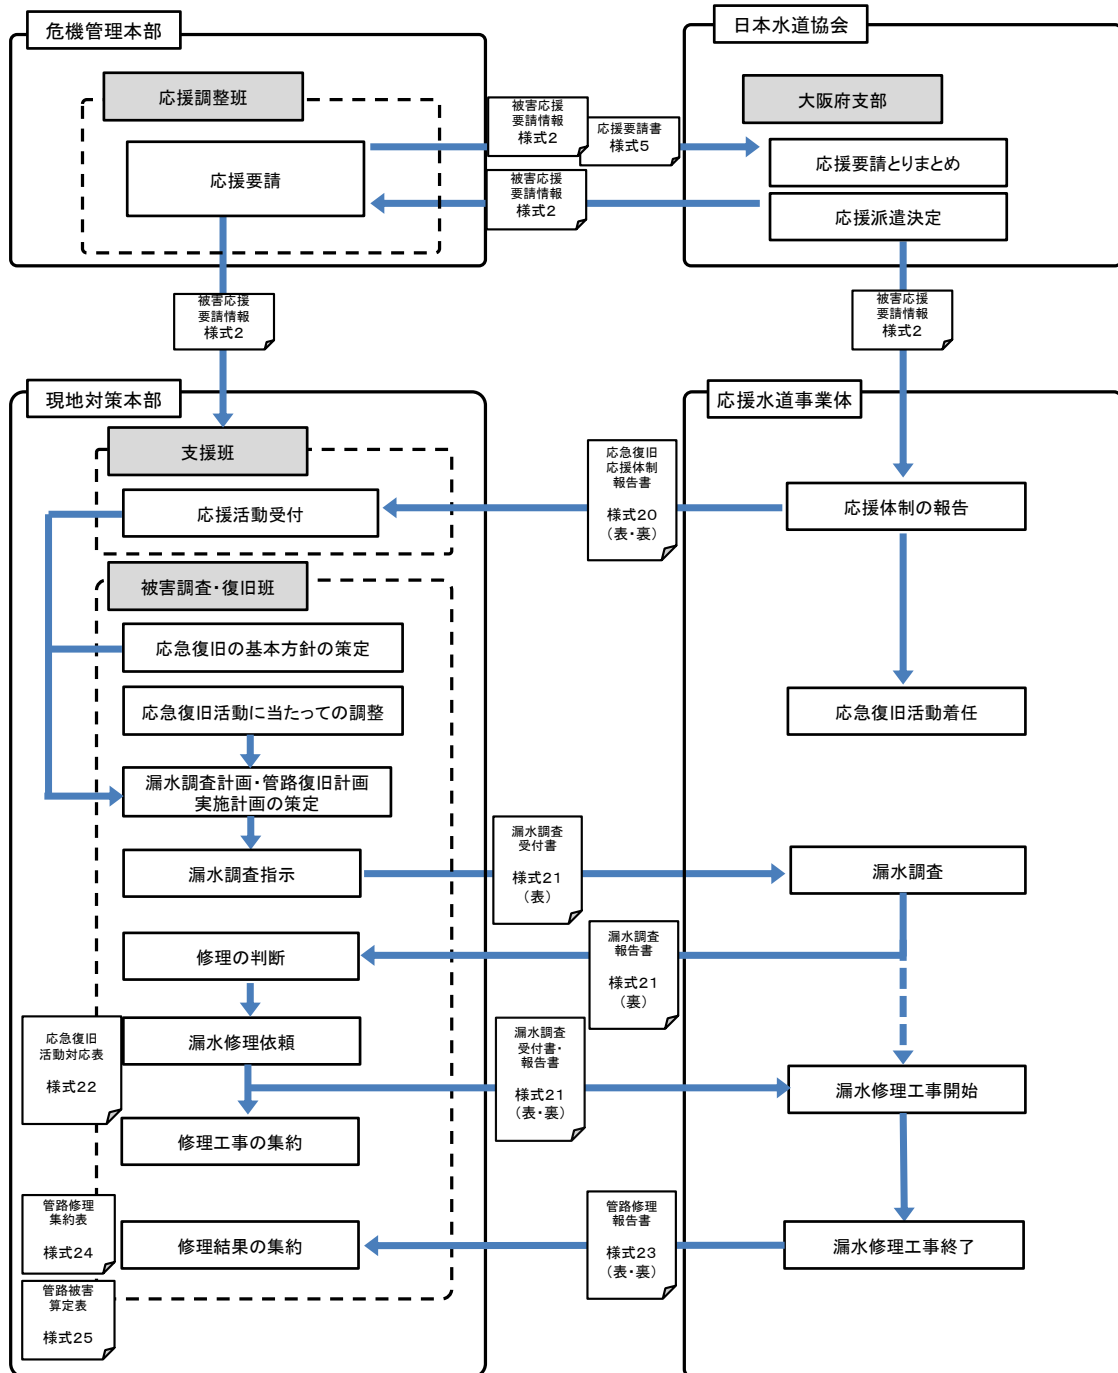 危機管理本部
日本水道協会
応援調整班
大阪府支部
被害応援
要請情報
様式2
応援要請書
様式5
応援要請
応援要請とりまとめ
被害応援
要請情報
様式2
応援派遣決定
被害応援
要請情報
様式2
被害応援
要請情報
様式2
現地対策本部
応援水道事業体
支援班
応急復旧
応援体制
報告書
様式20
(表・裏)
応援活動受付
応援体制の報告
被害調査・復旧班
応急復旧の基本方針の策定
応急復旧活動に当たっての調整
応急復旧活動着任
漏水調査計画・管路復旧計画
実施計画の策定
漏水調査
受付書
様式21
(表)
漏水調査指示
漏水調査
漏水調査
報告書
様式21
(裏)
修理の判断
応急復旧
活動対応表
様式22
漏水修理依頼
漏水調査
受付書・
報告書
様式21
(表・裏)
漏水修理工事開始
修理工事の集約
管路修理
集約表
様式24
修理結果の集約
管路修理
報告書
様式23
(表・裏)
漏水修理工事終了
管路被害
算定表
様式25